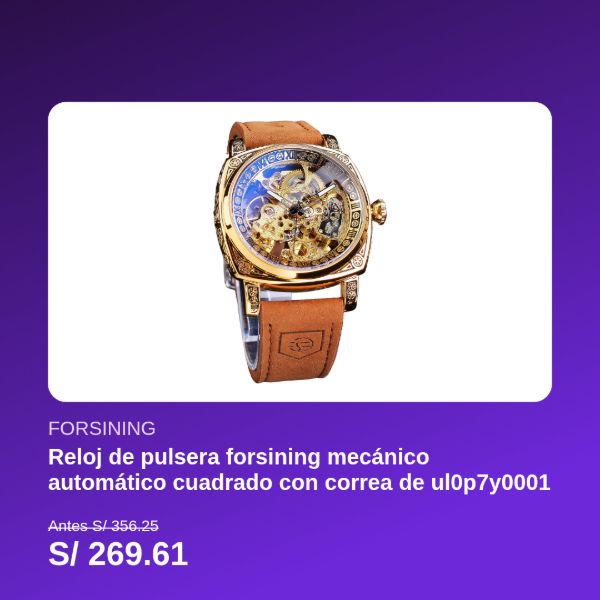 FORSINING
Reloj de pulsera forsining mecánico
automático cuadrado con correa de ul0p7y0001
Antes S/ 356.25
S/ 269.61